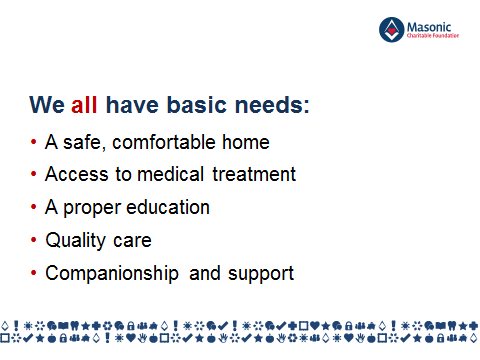 Masonic
Charitable Foundation
We all have basic needs:
• A safe, comfortable home
• Access to medical treatment
• A proper education
• Quality care
• Companionship and support